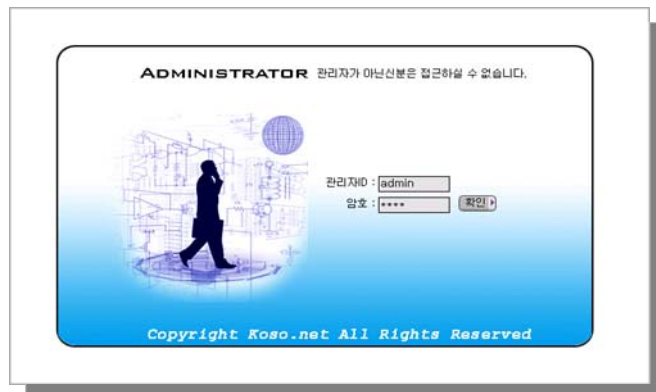 ADMINISTRATOR 관리자가 아닌신분은 접근하실 수 없습니다.
관리자ID : admin
암호 : **** 확인
Copyright Koso.net All Rights Reserved